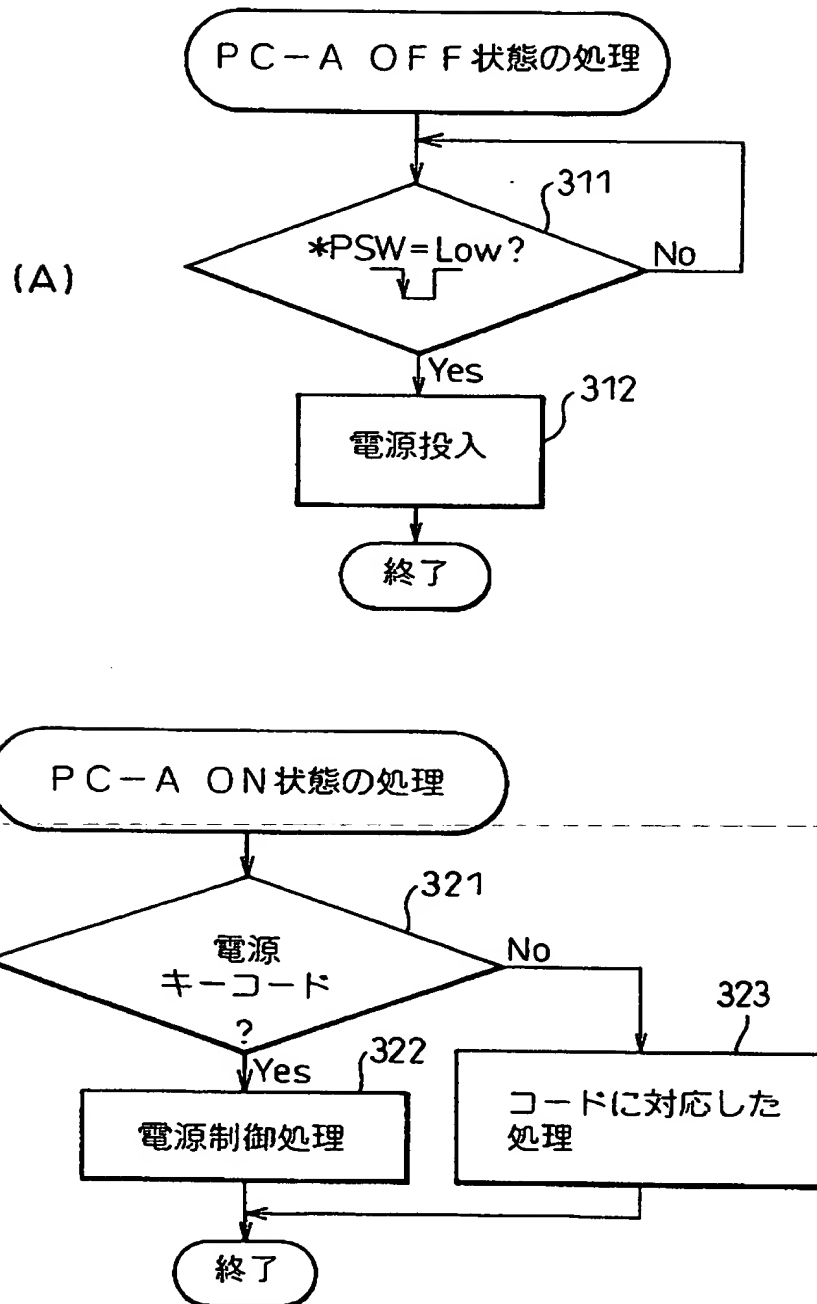 PC-A OFF状態の処理
311
*PSW=Low?
No
(A)
Yes
312
電源投入
終了
PC-A ON状態の処理
321
電源
キーコード
?
No
323
Yes
322
電源制御処理
コードに対応した
処理
終了